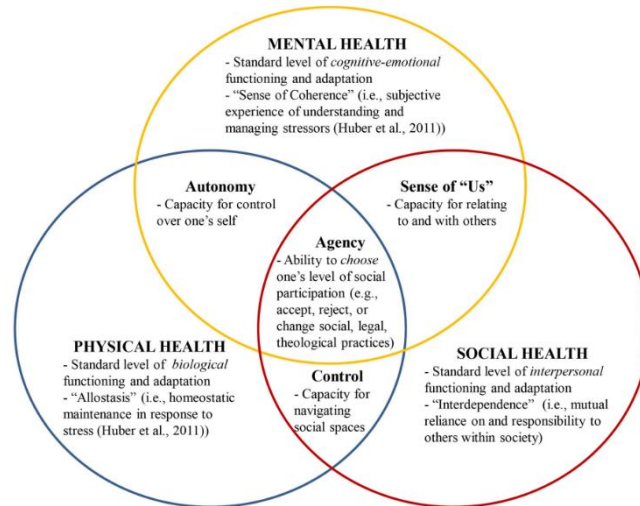 MENTAL HEALTH
- Standard level of cognitive-emotional
functioning and adaptation
- “Sense of Coherence” (i.e., subjective
experience of understanding and
managing stressors (Huber et al., 2011))
Autonomy
- Capacity for control
over one’s self
Sense of “Us”
- Capacity for relating
to and with others
Agency
- Ability to choose
one’s level of social
participation (e.g.,
accept, reject, or
change social, legal,
theological practices)
PHYSICAL HEALTH
- Standard level of biological
functioning and adaptation
- “Allostasis” (i.e., homeostatic
maintenance in response to
stress (Huber et al., 2011))
Control
- Capacity for
navigating
social spaces
SOCIAL HEALTH
- Standard level of interpersonal
functioning and adaptation
- “Interdependence” (i.e., mutual
reliance on and responsibility to
others within society)